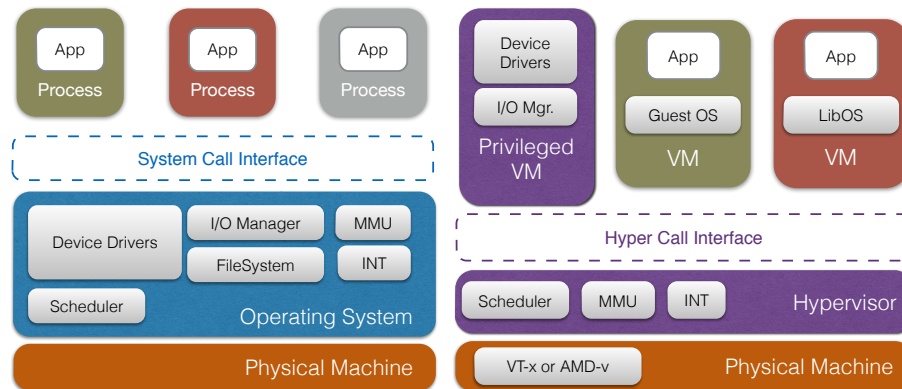 App
Process
App
Process
App
Process
System Call Interface
Device Drivers
I/O Manager
MMU
FileSystem
INT
Scheduler
Operating System
Physical Machine
Device
Drivers
I/O Mgr.
Privileged
VM
App
Guest OS
VM
App
LibOS
VM
Hyper Call Interface
Scheduler
MMU
INT
Hypervisor
VT-x or AMD-v
Physical Machine